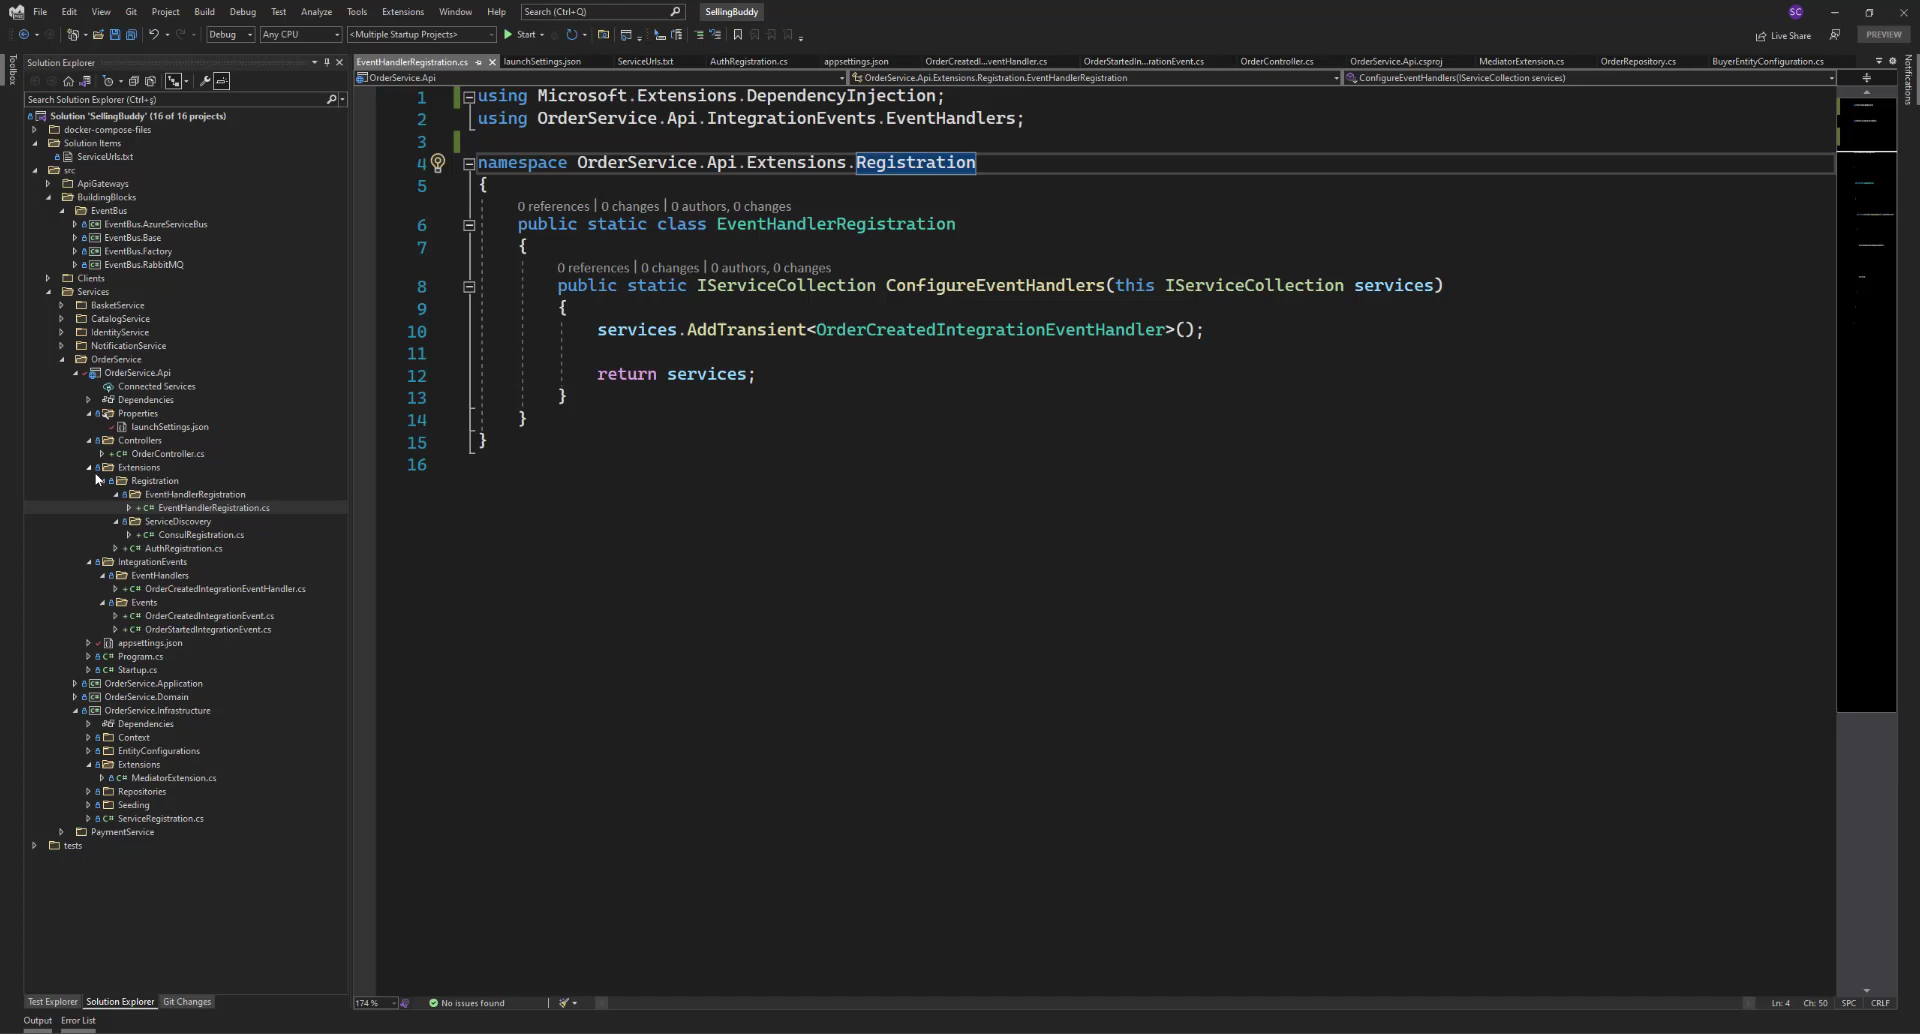 File Edit View Git Project Build Debug Test Analyze Tools Extensions Window Help Search (Ctrl+Q) SellingBuddy SC
Debug Any CPU <Multiple Startup Projects> Start Live Share PREVIEW
Toolbox
Notifications
Solution Explorer
Search Solution Explorer (Ctrl+ş)
Solution 'SellingBuddy' (16 of 16 projects)
docker-compose-files
Solution Items
ServiceUrls.txt
src
ApiGateways
BuildingBlocks
EventBus
EventBus.AzureServiceBus
EventBus.Base
EventBus.Factory
EventBus.RabbitMQ
Clients
Services
BasketService
CatalogService
IdentityService
NotificationService
OrderService
OrderService.Api
Connected Services
Dependencies
Properties
launchSettings.json
Controllers
OrderController.cs
Extensions
Registration
EventHandlerRegistration
EventHandlerRegistration.cs
ServiceDiscovery
ConsulRegistration.cs
AuthRegistration.cs
IntegrationEvents
EventHandlers
OrderCreatedIntegrationEventHandler.cs
Events
OrderCreatedIntegrationEvent.cs
OrderStartedIntegrationEvent.cs
appsettings.json
Program.cs
Startup.cs
OrderService.Application
OrderService.Domain
OrderService.Infrastructure
Dependencies
Context
EntityConfigurations
Extensions
MediatorExtension.cs
Repositories
Seeding
ServiceRegistration.cs
PaymentService
tests
Test Explorer Solution Explorer Git Changes
Output Error List
EventHandlerRegistration.cs launchSettings.json ServiceUrls.txt AuthRegistration.cs appsettings.json OrderCreatedI...ventHandler.cs OrderStartedIn...rationEvent.cs OrderController.cs OrderService.Api.csproj MediatorExtension.cs OrderRepository.cs BuyerEntityConfiguration.cs
OrderService.Api OrderService.Api.Extensions.Registration.EventHandlerRegistration ConfigureEventHandlers(IServiceCollection services)
1 using Microsoft.Extensions.DependencyInjection;
2 using OrderService.Api.IntegrationEvents.EventHandlers;
3
4 namespace OrderService.Api.Extensions.Registration
5 {
0 references | 0 changes | 0 authors, 0 changes
6 public static class EventHandlerRegistration
7 {
0 references | 0 changes | 0 authors, 0 changes
8 public static IServiceCollection ConfigureEventHandlers(this IServiceCollection services)
9 {
10 services.AddTransient<OrderCreatedIntegrationEventHandler>();
11
12 return services;
13 }
14 }
15 }
16
174 % No issues found Ln: 4 Ch: 50 SPC CRLF